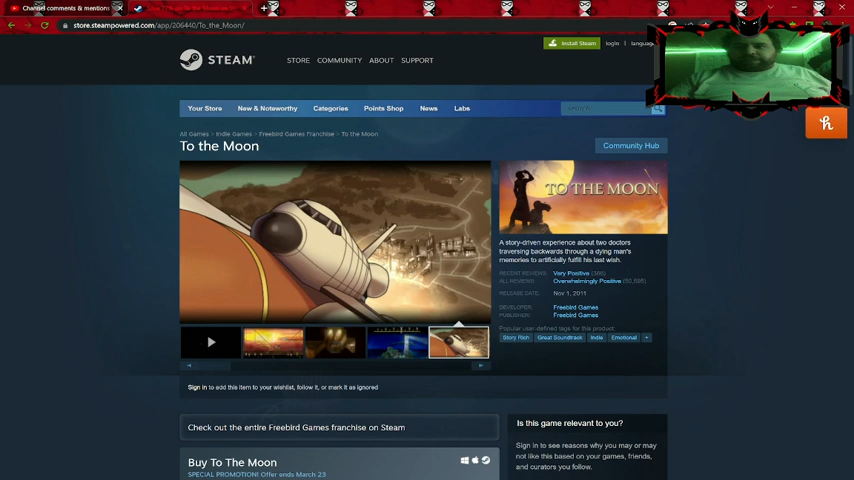 Channel comments & mentions
store.steampowered.com/app/206440/To_the_Moon/
Install Steam
login
STEAM
STORE COMMUNITY ABOUT SUPPORT
Your Store New & Noteworthy Categories Points Shop News Labs
All Games > Indie Games > Freebird Games Franchise > To the Moon
To the Moon
Community Hub
TO THE MOON
A story-driven experience about two doctors
traversing backwards through a dying man's
memories to artificially fulfill his last wish.
RECENT REVIEWS: Very Positive (366)
ALL REVIEWS: Overwhelmingly Positive
RELEASE DATE: Nov 1, 2011
DEVELOPER: Freebird Games
PUBLISHER: Freebird Games
Popular user-defined tags for this product:
Story Rich Great Soundtrack Indie Emotional +
Sign in to add this item to your wishlist, follow it, or mark it as ignored
Check out the entire Freebird Games franchise on Steam
Is this game relevant to you?
Sign in to see reasons why you may or may
not like this based on your games, friends,
and curators you follow.
Buy To The Moon
SPECIAL PROMOTION! Offer ends March 23